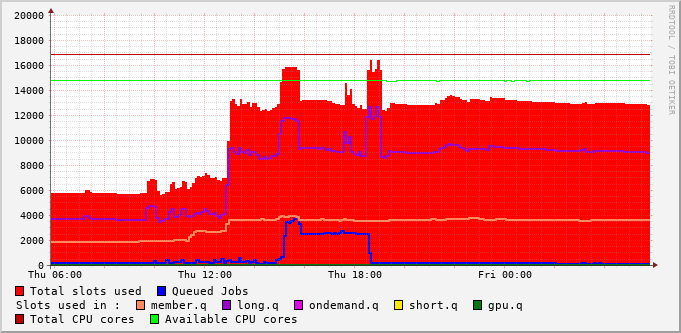 20000
18000
16000
14000
12000
10000
8000
6000
4000
2000
0
Thu 06:00 Thu 12:00 Thu 18:00 Fri 00:00
RRDTOOL / TOBI OETIKER
Total slots used Queued Jobs
Slots used in : member.q long.q ondemand.q short.q gpu.q
Total CPU cores Available CPU cores